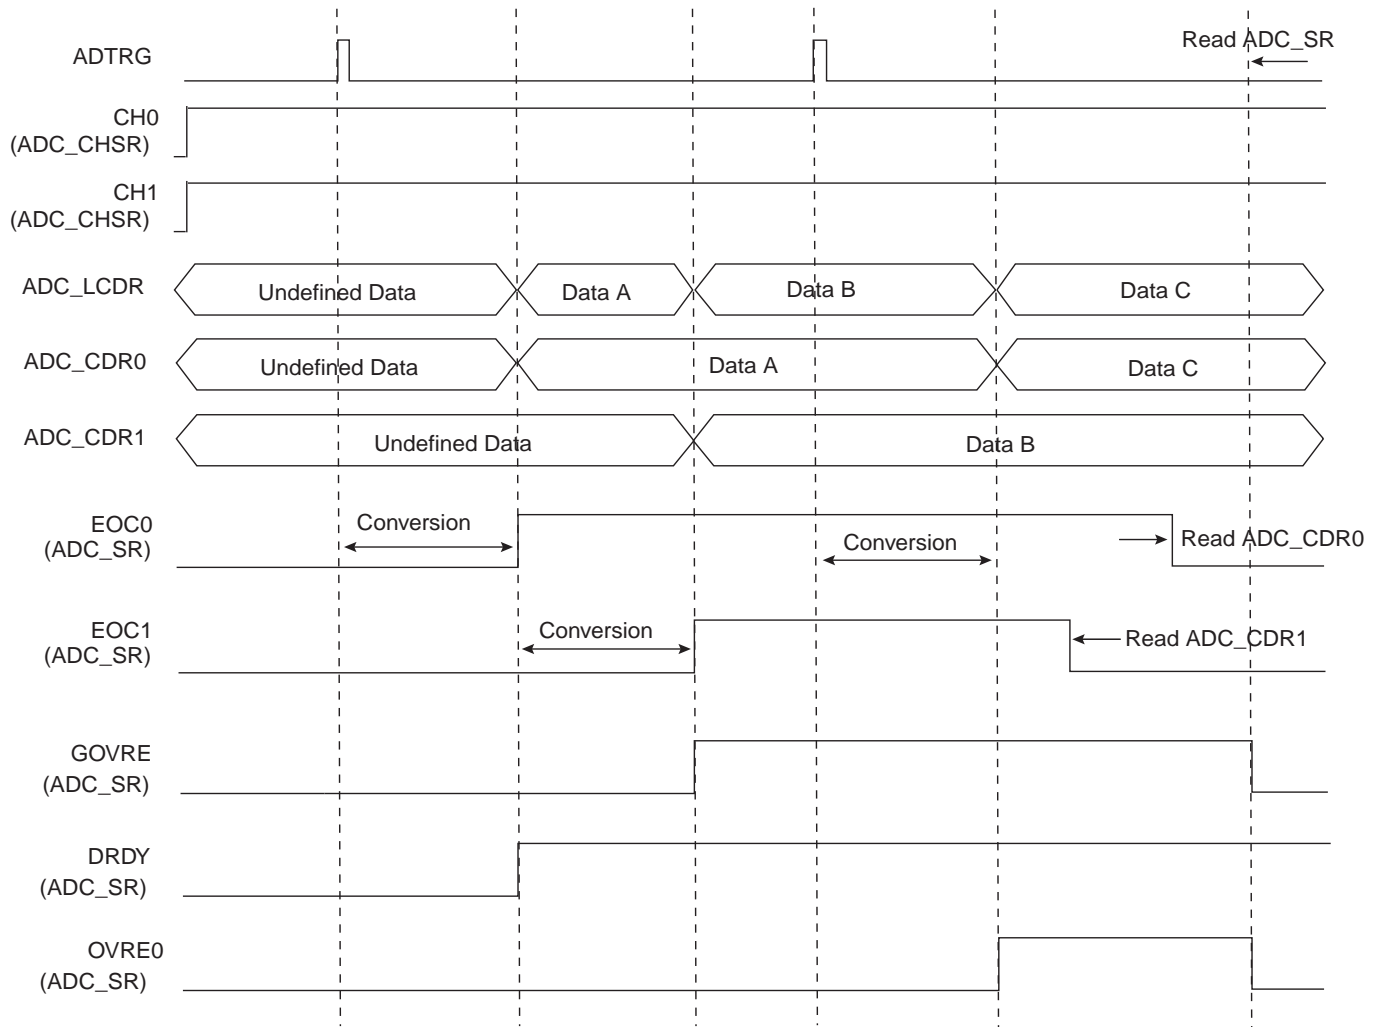 ADTRG
Read ADC_SR
CH0
(ADC_CHSR)
CH1
(ADC_CHSR)
ADC_LCDR
Undefined Data
Data A
Data B
Data C
ADC_CDR0
Undefined Data
Data A
Data C
ADC_CDR1
Undefined Data
Data B
EOC0
(ADC_SR)
Conversion
Conversion
Read ADC_CDR0
EOC1
(ADC_SR)
Conversion
Read ADC_CDR1
GOVRE
(ADC_SR)
DRDY
(ADC_SR)
OVRE0
(ADC_SR)